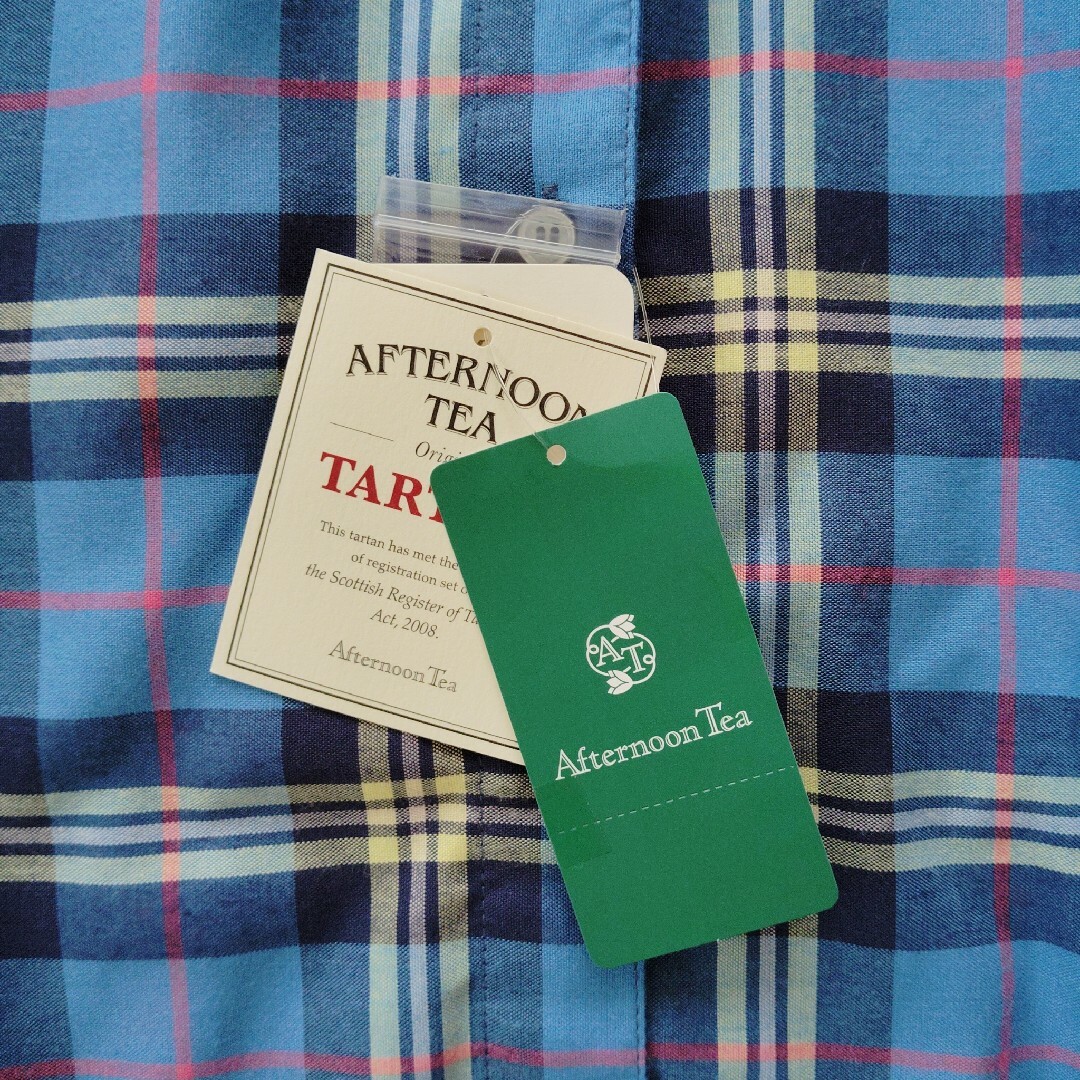 AFTERNOON
TEA
This tartan has met the
of registration set
the Scottish Register of
Act, 2008.
Afternoon Tea
AT
Afternoon Tea